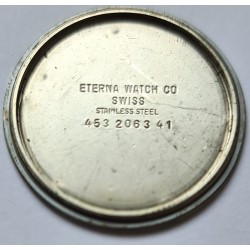 ETERNA WATCH CO
SWISS
STAINLESS STEEL
453 2063 41